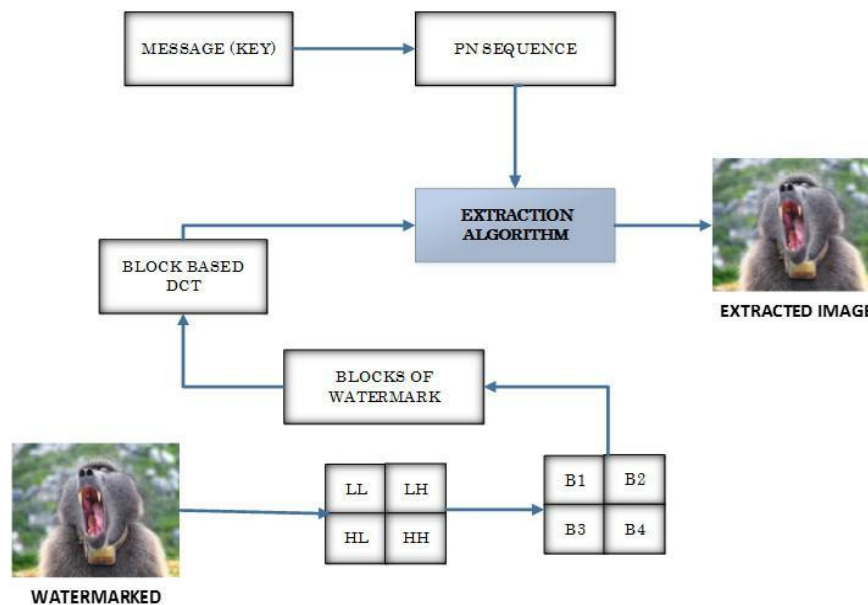 MESSAGE (KEY)
PN SEQUENCE
EXTRACTION
ALGORITHM
EXTRACTED IMAGE
BLOCK BASED
DCT
BLOCKS OF
WATERMARK
LL
LH
HL
HH
B1
B2
B3
B4
WATERMARKED